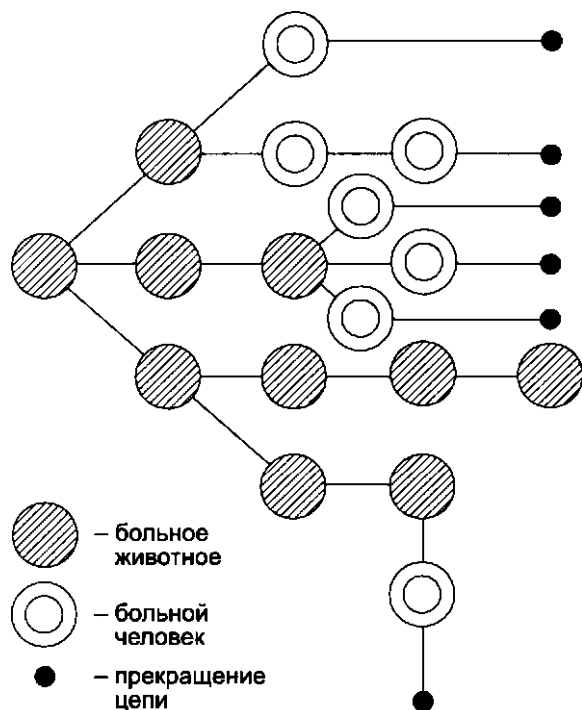 – больное
животное
– больной
человек
– прекращение
цепи